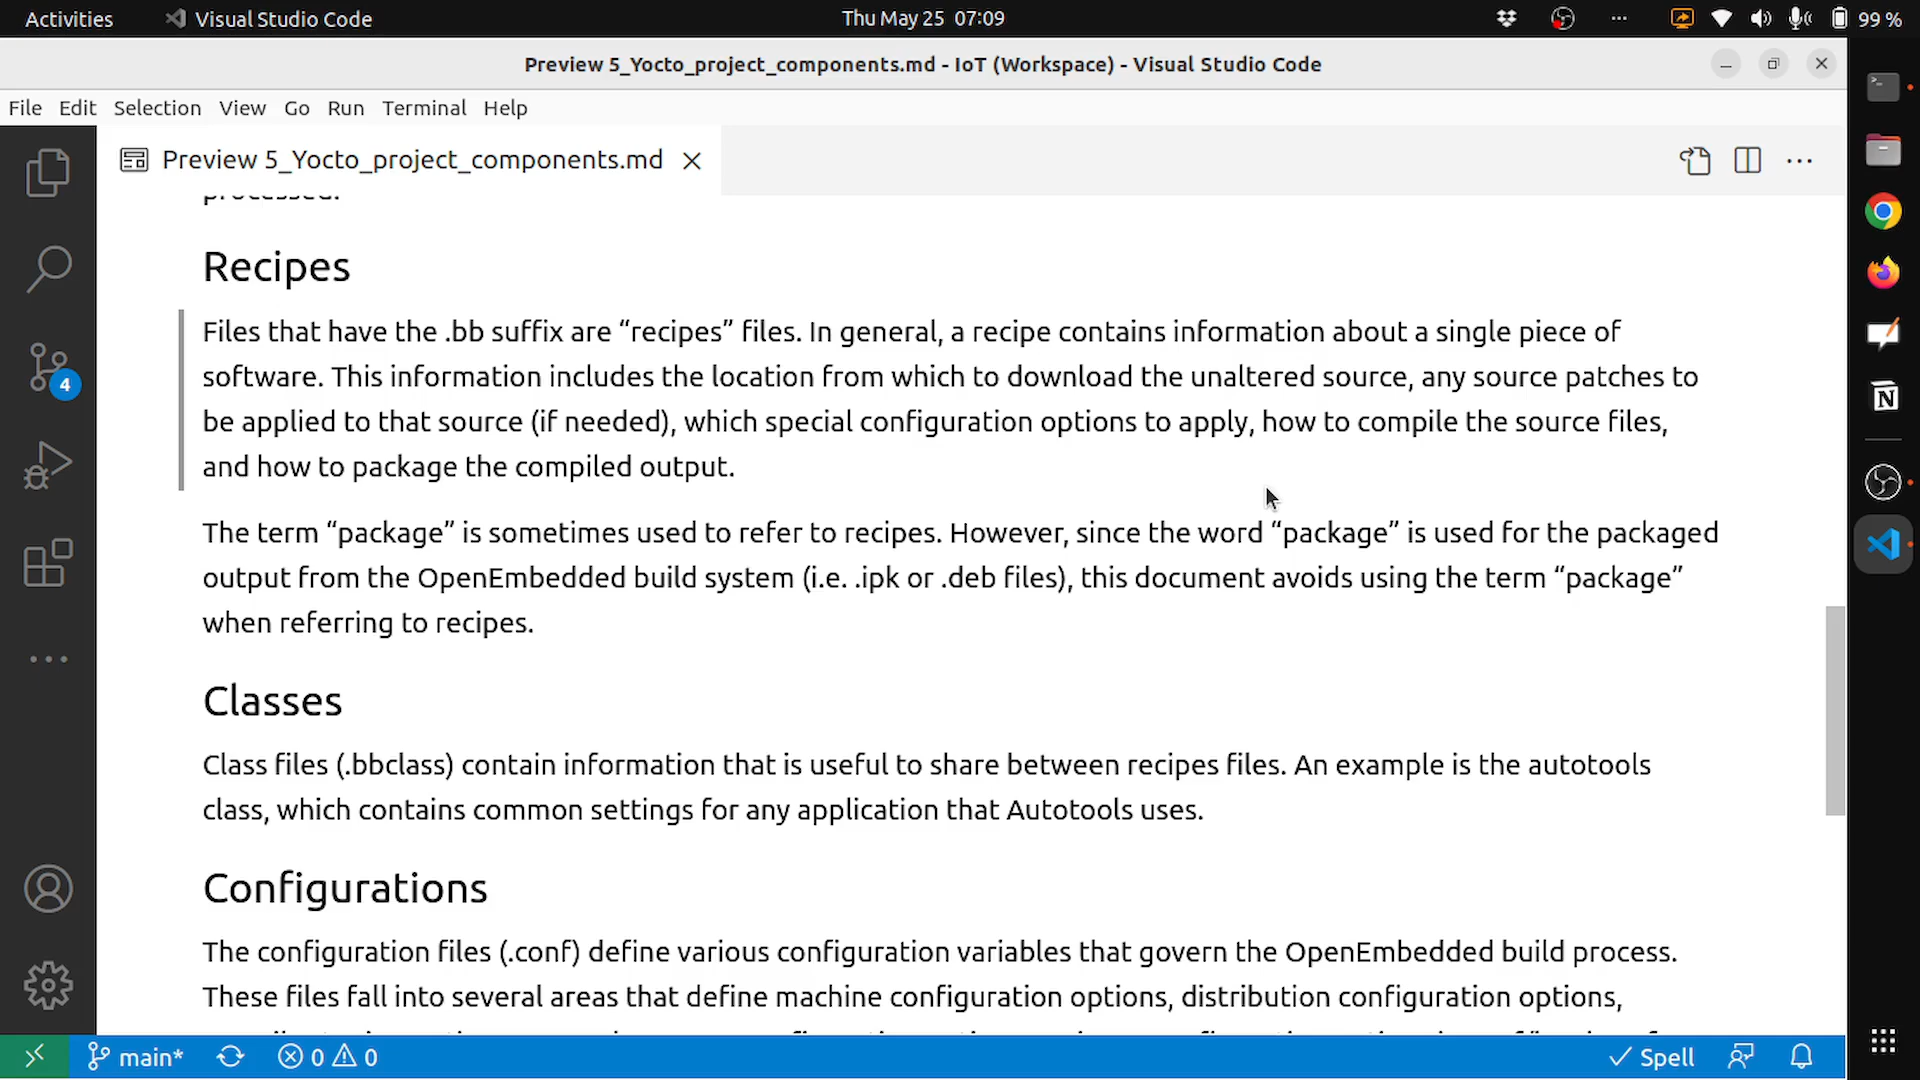 Activities
Visual Studio Code
Thu May 25 07:09
99 %
Preview 5_Yocto_project_components.md - IoT (Workspace) - Visual Studio Code
File Edit Selection View Go Run Terminal Help
Preview 5_Yocto_project_components.md
processed.
Recipes
Files that have the .bb suffix are “recipes” files. In general, a recipe contains information about a single piece of
software. This information includes the location from which to download the unaltered source, any source patches to
be applied to that source (if needed), which special configuration options to apply, how to compile the source files,
and how to package the compiled output.
The term “package” is sometimes used to refer to recipes. However, since the word “package” is used for the packaged
output from the OpenEmbedded build system (i.e. .ipk or .deb files), this document avoids using the term “package”
when referring to recipes.
Classes
Class files (.bbclass) contain information that is useful to share between recipes files. An example is the autotools
class, which contains common settings for any application that Autotools uses.
Configurations
The configuration files (.conf) define various configuration variables that govern the OpenEmbedded build process.
These files fall into several areas that define machine configuration options, distribution configuration options,
4
main*
0 0
Spell